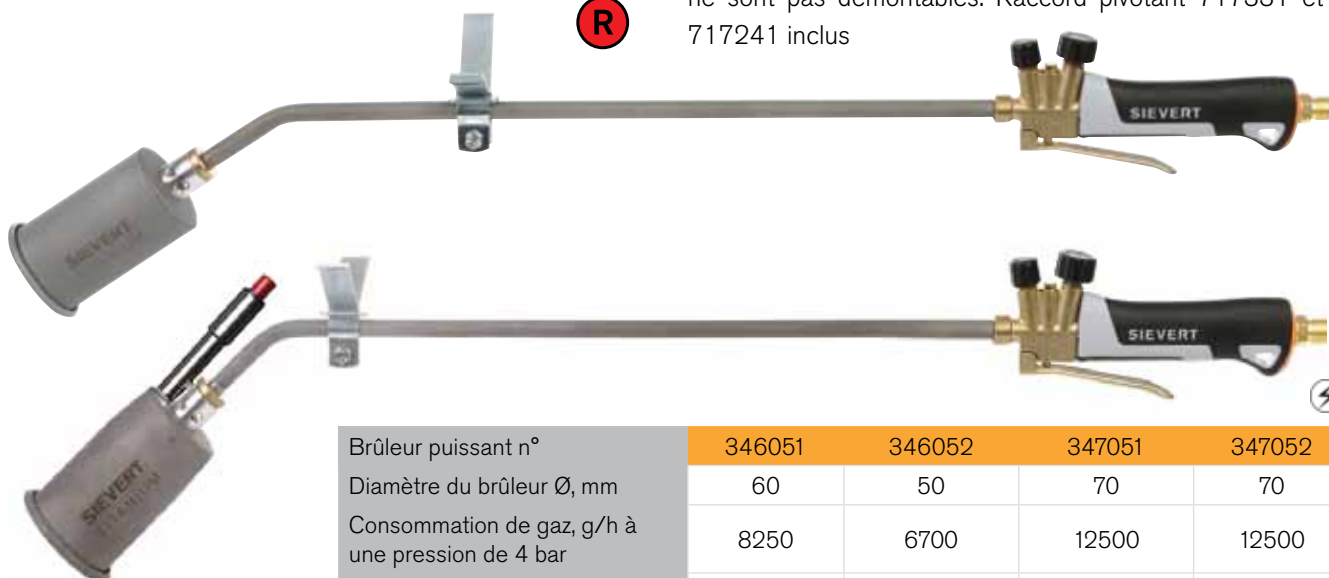 ne sont pas démontables. Raccord pivotant 717381 et
717241 inclus
R
SIEVERT
SIEVERT
SIEVERT
SIEVERT
TITANIUM
Brûleur puissant n° 346051 346052 347051 347052
Diamètre du brûleur Ø, mm 60 50 70 70
Consommation de gaz, g/h à
une pression de 4 bar 8250 6700 12500 12500